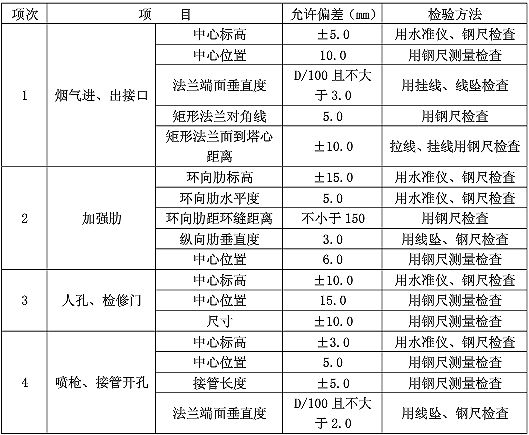 项次 项 目 允许偏差（mm） 检验方法
1 烟气进、出接口 中心标高 ±5.0 用水准仪、钢尺检查
中心位置 10.0 用钢尺测量检查
法兰端面垂直度 D/100 且不大于 3.0 用挂线、线坠检查
矩形法兰对角线 5.0 用钢尺检查
矩形法兰面到塔心距离 ±10.0 拉线、挂线用钢尺检查
2 加强肋 环向肋标高 ±15.0 用水准仪、钢尺检查
环向肋水平度 5.0 用水准仪、钢尺检查
环向肋距环缝距离 不小于 150 用钢尺检查
纵向肋垂直度 3.0 用线坠、钢尺检查
中心位置 6.0 用钢尺测量检查
3 人孔、检修门 中心标高 ±10.0 用水准仪、钢尺检查
中心位置 15.0 用钢尺测量检查
尺寸 ±10.0 用钢尺测量检查
4 喷枪、接管开孔 中心标高 ±3.0 用水准仪、钢尺检查
中心位置 5.0 用钢尺测量检查
接管长度 ±5.0 用钢尺测量检查
法兰端面垂直度 D/100 且不大于 2.0 用线坠、钢尺检查